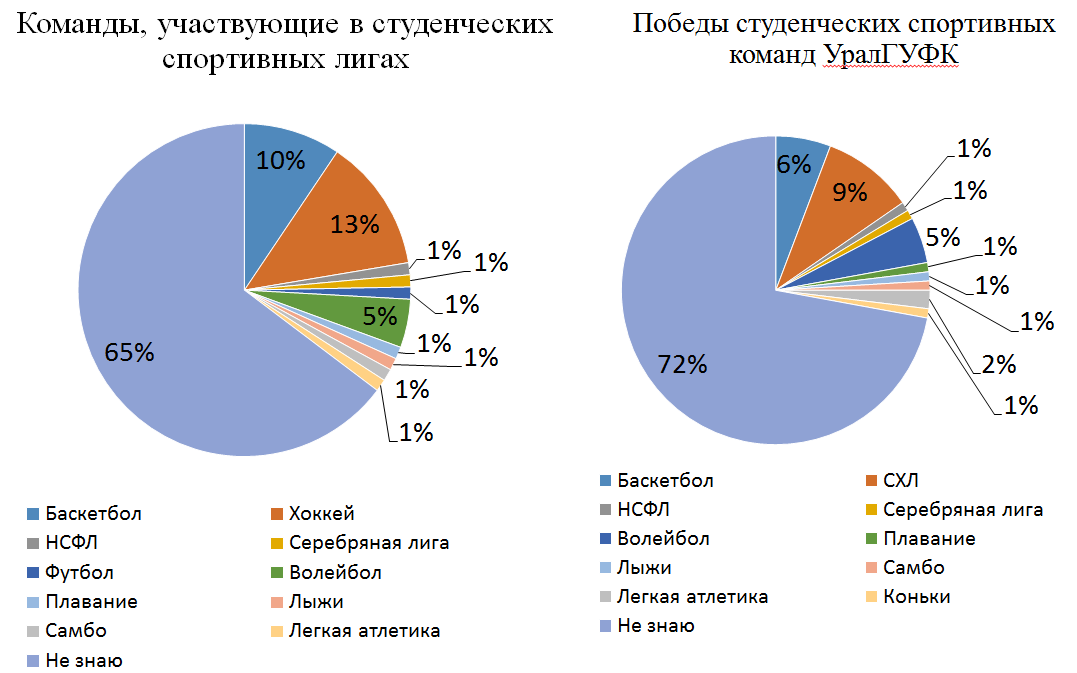 Команды, участвующие в студенческих
спортивных лигах
10%
13%
1%
1%
1%
5%
1%
1%
1%
1%
65%
Баскетбол
Хоккей
НСФЛ
Серебряная лига
Футбол
Волейбол
Плавание
Лыжи
Самбо
Легкая атлетика
Не знаю
Победы студенческих спортивных
команд УралГУФК
6%
9%
1%
1%
5%
1%
1%
1%
2%
1%
72%
Баскетбол
СХЛ
НСФЛ
Серебряная лига
Волейбол
Плавание
Лыжи
Самбо
Легкая атлетика
Коньки
Не знаю